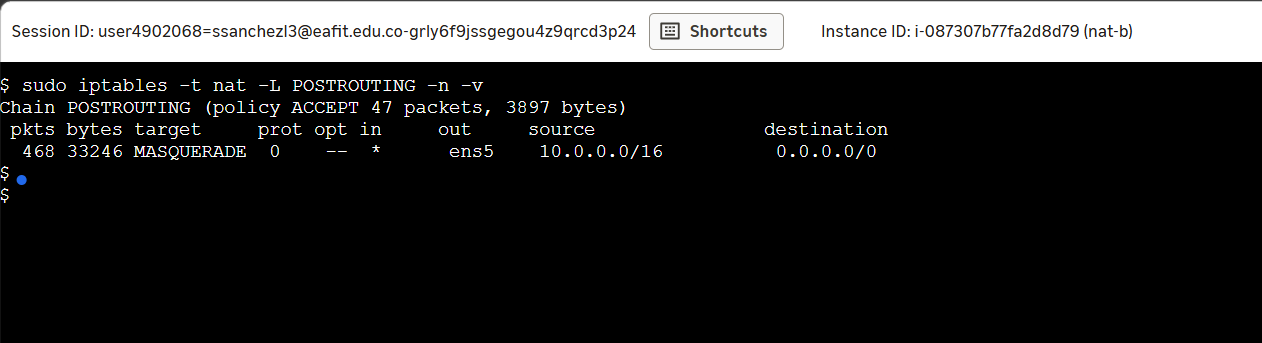 Session ID: user4902068=ssanchezl3@eafit.edu.co-grly6f9jssgegou4z9qrcd3p24 Shortcuts Instance ID: i-087307b77fa2d8d79 (nat-b)
$ sudo iptables -t nat -L POSTROUTING -n -v
Chain POSTROUTING (policy ACCEPT 47 packets, 3897 bytes)
 pkts bytes target     prot opt in     out     source               destination
  468 33246 MASQUERADE  0    --  *      ens5    10.0.0.0/16          0.0.0.0/0
$
$